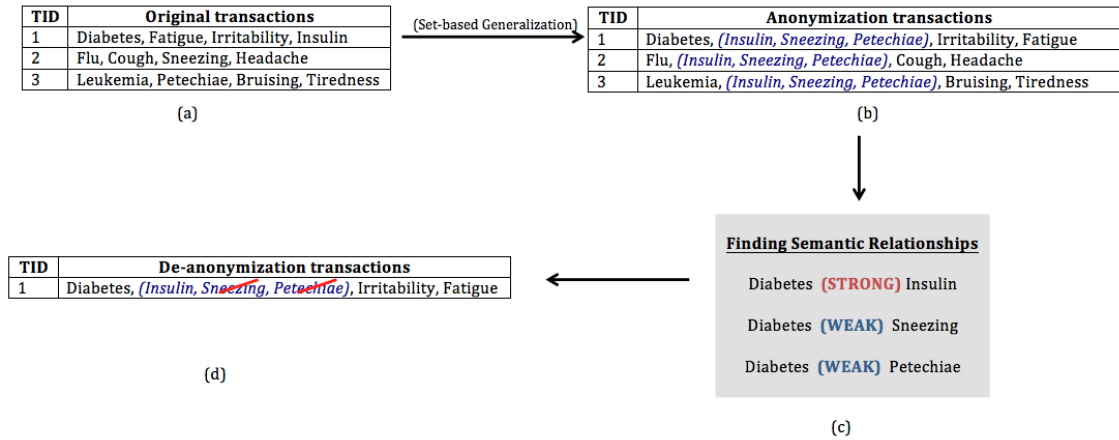 TID Original transactions
1 Diabetes, Fatigue, Irritability, Insulin
2 Flu, Cough, Sneezing, Headache
3 Leukemia, Petechiae, Bruising, Tiredness
(a)
(Set-based Generalization)
TID Anonymization transactions
1 Diabetes, (Insulin, Sneezing, Petechiae), Irritability, Fatigue
2 Flu, (Insulin, Sneezing, Petechiae), Cough, Headache
3 Leukemia, (Insulin, Sneezing, Petechiae), Bruising, Tiredness
(b)
Finding Semantic Relationships
Diabetes (STRONG) Insulin
Diabetes (WEAK) Sneezing
Diabetes (WEAK) Petechiae
(c)
TID De-anonymization transactions
1 Diabetes, (Insulin, Sneezing, Petechiae), Irritability, Fatigue
(d)